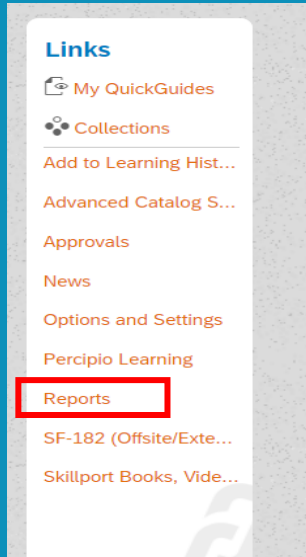 Links
My QuickGuides
Collections
Add to Learning Hist...
Advanced Catalog S...
Approvals
News
Options and Settings
Percipio Learning
Reports
SF-182 (Offsite/Exte...
Skillport Books, Vide...